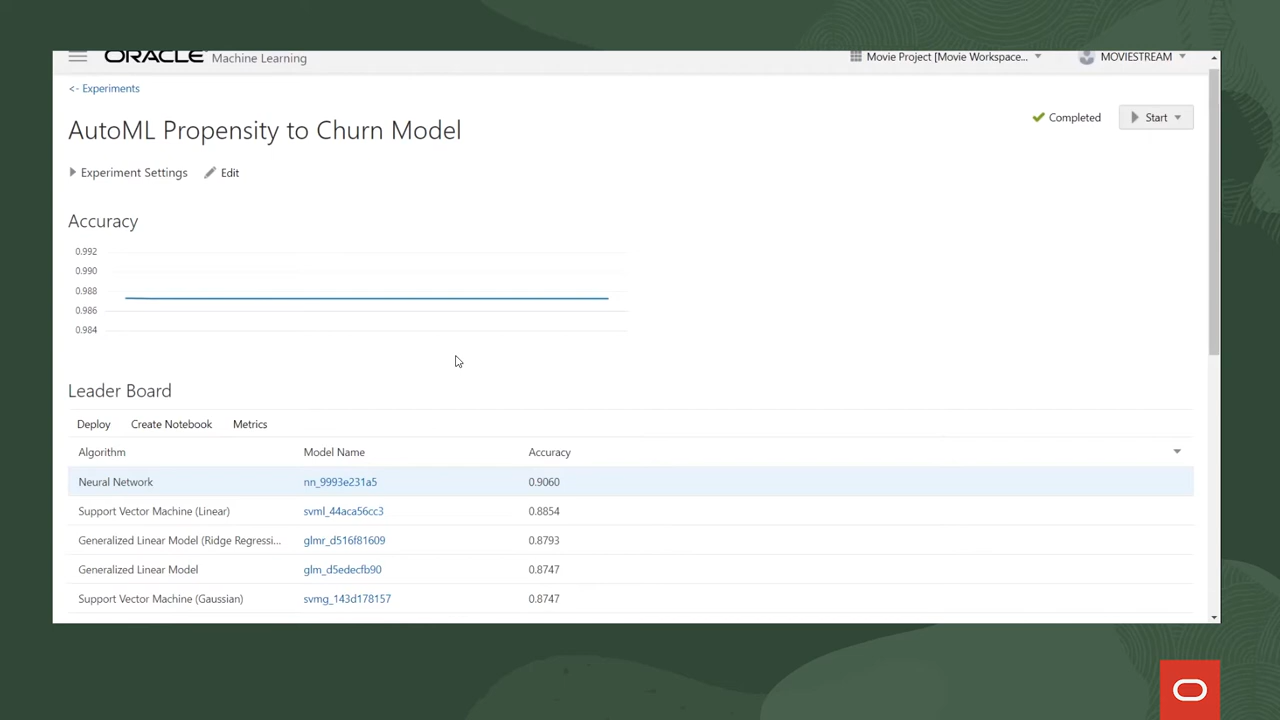 ORACLE Machine Learning
Movie Project [Movie Workspace...
MOVIESTREAM
<- Experiments
AutoML Propensity to Churn Model
Completed
Start
Experiment Settings
Edit
Accuracy
0.992
0.990
0.988
0.986
0.984
Leader Board
Deploy Create Notebook Metrics
Algorithm Model Name Accuracy
Neural Network nn_9993e231a5 0.9060
Support Vector Machine (Linear) svml_44aca56cc3 0.8854
Generalized Linear Model (Ridge Regressi... glmr_d516f81609 0.8793
Generalized Linear Model glm_d5edecfb90 0.8747
Support Vector Machine (Gaussian) svmg_143d178157 0.8747